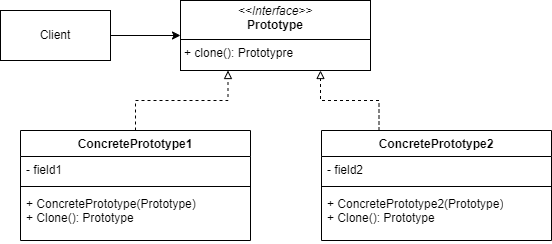 Client
<<Interface>>
Prototype
+ clone(): Prototypre
ConcretePrototype1
- field1
+ ConcretePrototype(Prototype)
+ Clone(): Prototype
ConcretePrototype2
- field2
+ ConcretePrototype2(Prototype)
+ Clone(): Prototype